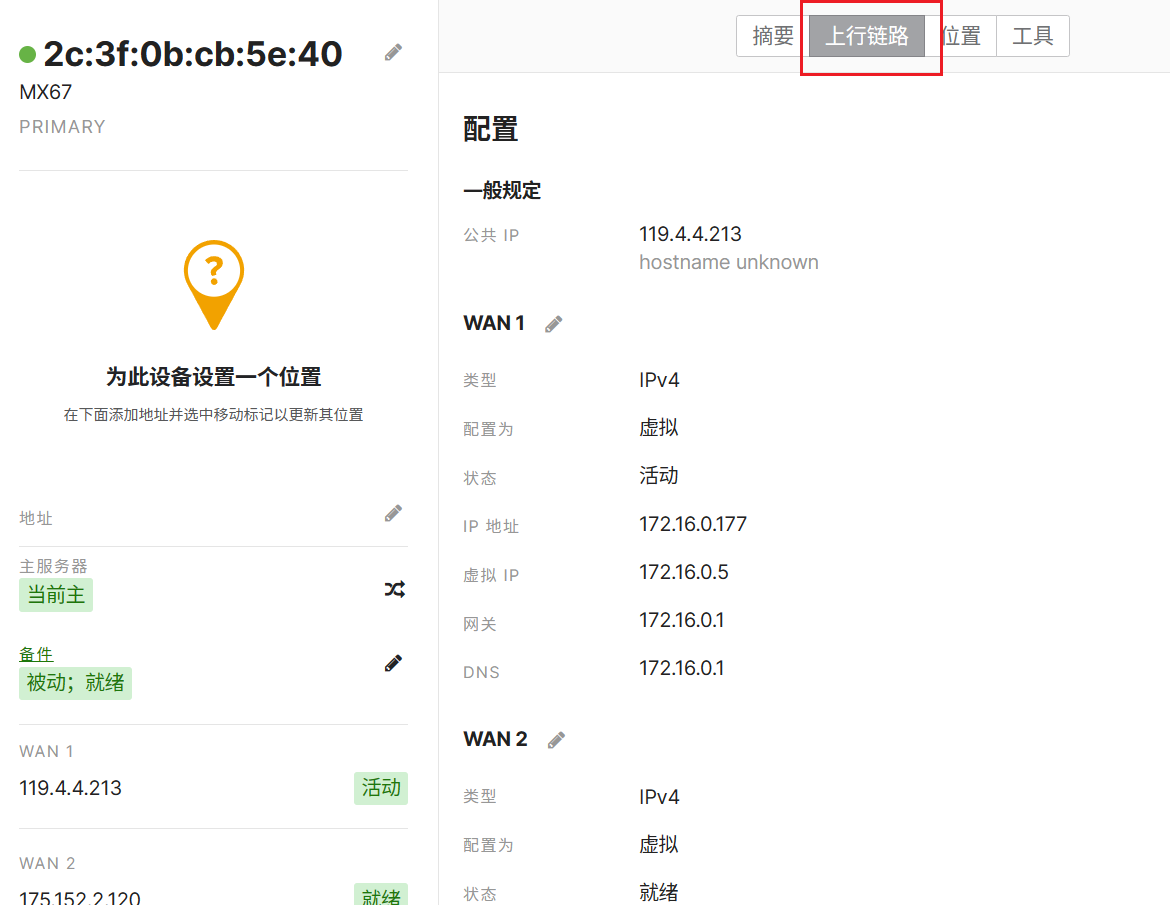 2c:3f:0b:cb:5e:40
MX67
PRIMARY
?
为此设备设置一个位置
在下面添加地址并选中移动标记以更新其位置
地址
主服务器
当前主
备件
被动；就绪
WAN 1
119.4.4.213 活动
WAN 2
175.152.2.120 就绪
摘要 上行链路 位置 工具
配置
一般规定
公共 IP 119.4.4.213
hostname unknown
WAN 1
类型 IPv4
配置为 虚拟
状态 活动
IP 地址 172.16.0.177
虚拟 IP 172.16.0.5
网关 172.16.0.1
DNS 172.16.0.1
WAN 2
类型 IPv4
配置为 虚拟
状态 就绪